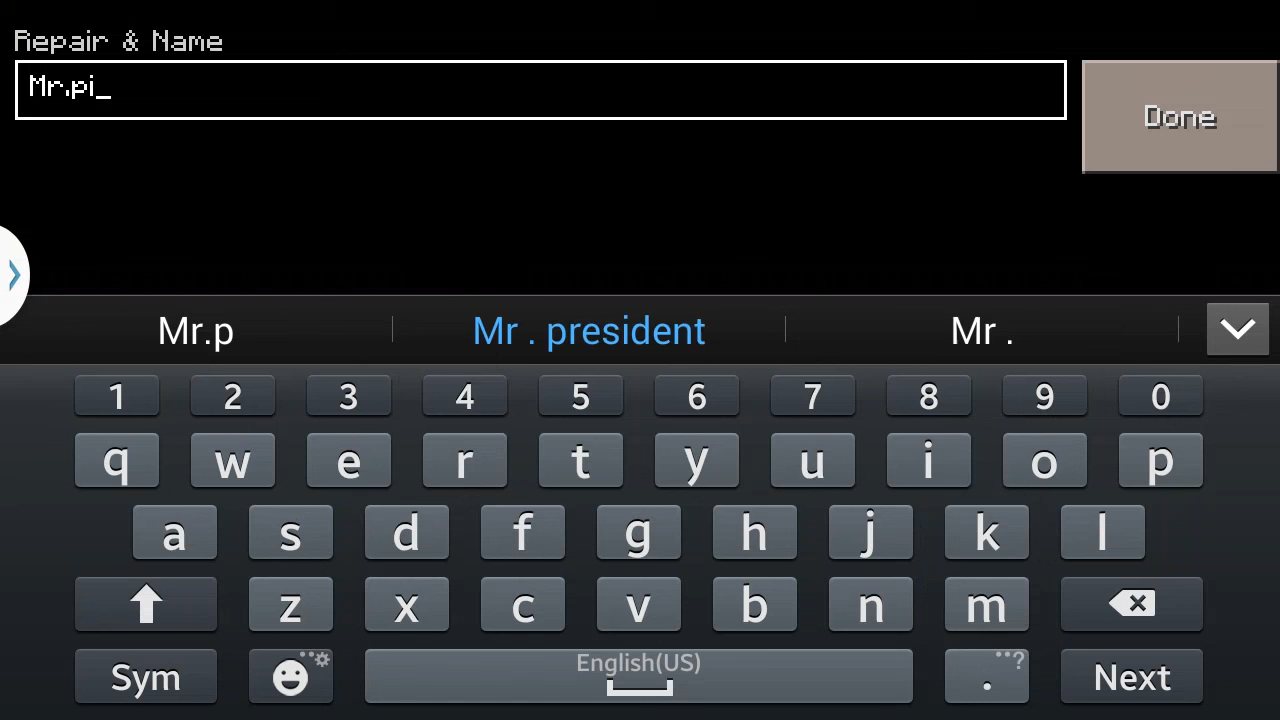 Repair & Name
Mr.pi_
Done
Mr.p
Mr . president
Mr .
1 2 3 4 5 6 7 8 9 0
q w e r t y u i o p
a s d f g h j k l
z x c v b n m
Sym
English(US)
. ?
Next